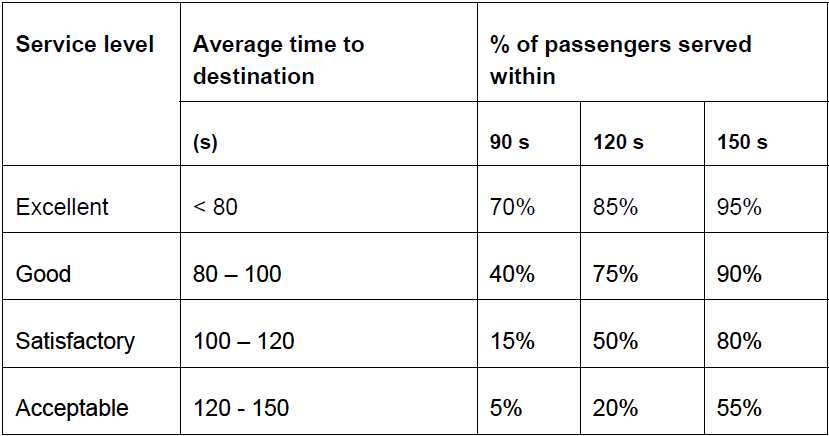 Service level
Average time to
destination
% of passengers served
within
(s)
90 s
120 s
150 s
Excellent
< 80
70%
85%
95%
Good
80 – 100
40%
75%
90%
Satisfactory
100 – 120
15%
50%
80%
Acceptable
120 - 150
5%
20%
55%